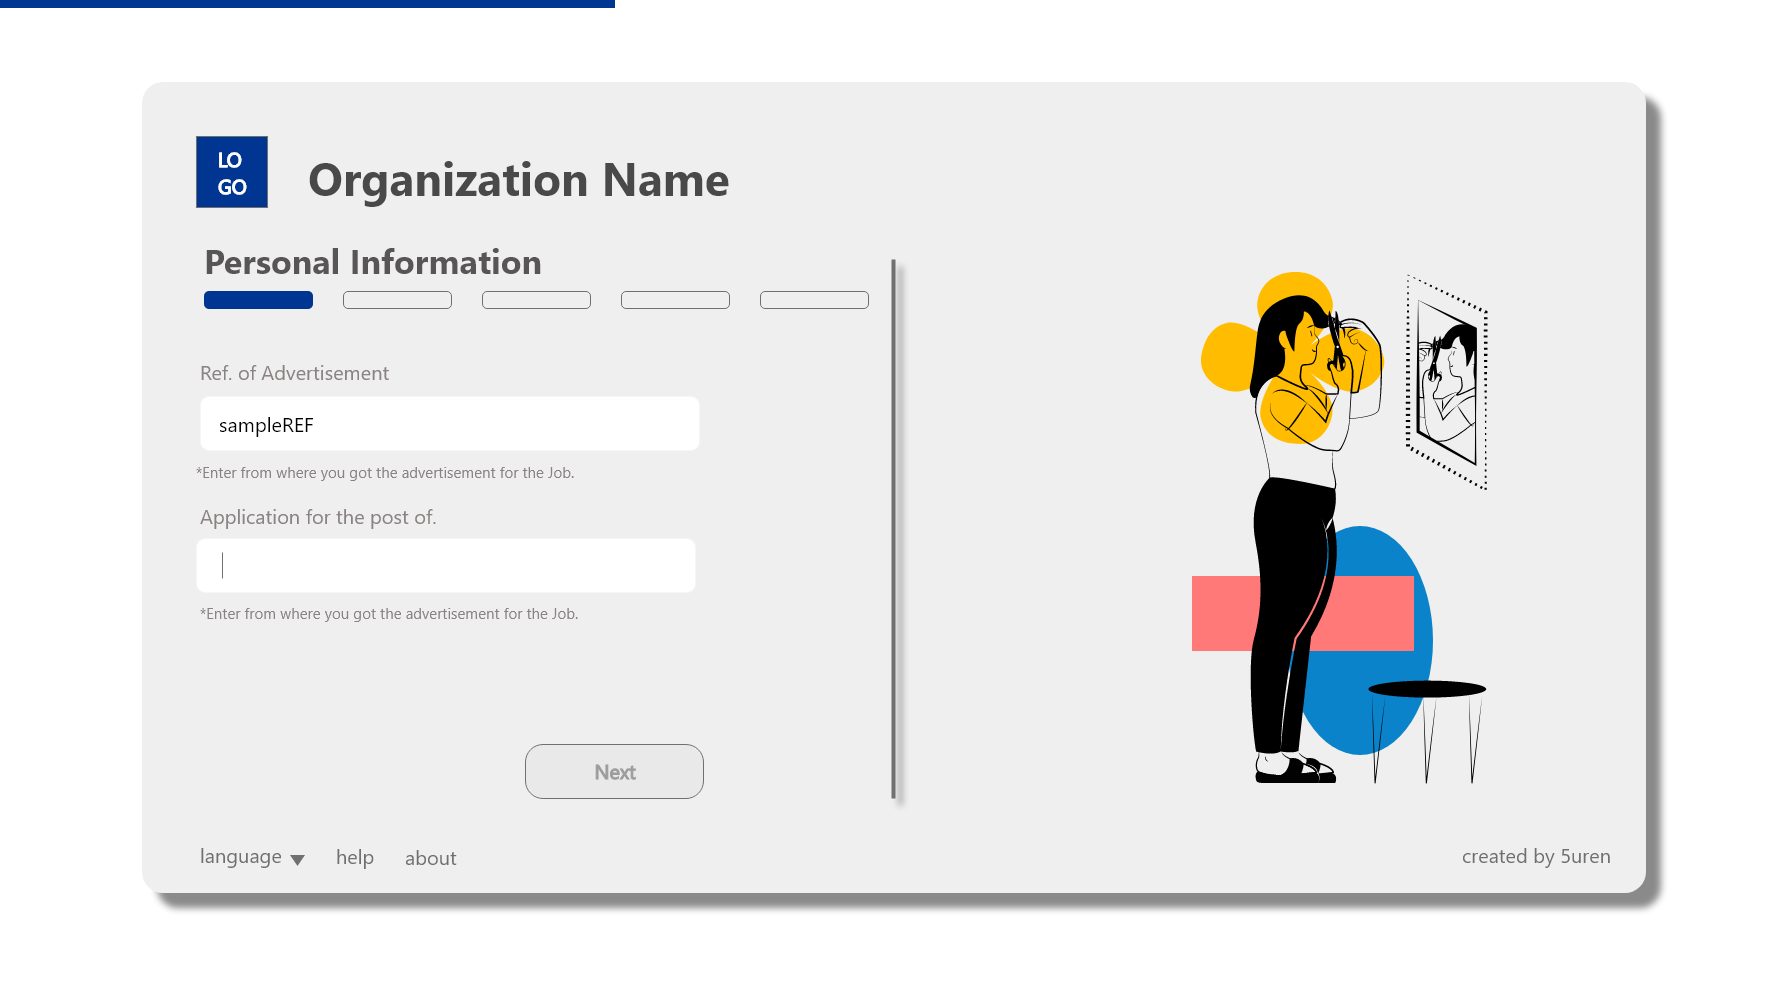 LO
GO
Organization Name
Personal Information
Ref. of Advertisement
sampleREF
*Enter from where you got the advertisement for the Job.
Application for the post of.
*Enter from where you got the advertisement for the Job.
Next
language
help
about
created by 5uren